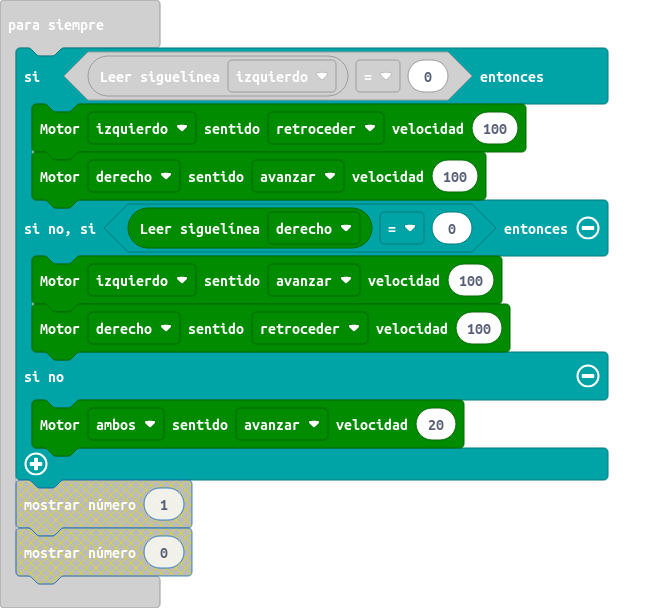 para siempre
si Leer siguelínea izquierdo = 0 entonces
Motor izquierdo sentido retroceder velocidad 100
Motor derecho sentido avanzar velocidad 100
si no, si Leer siguelínea derecho = 0 entonces
Motor izquierdo sentido avanzar velocidad 100
Motor derecho sentido retroceder velocidad 100
si no
Motor ambos sentido avanzar velocidad 20
mostrar número 1
mostrar número 0